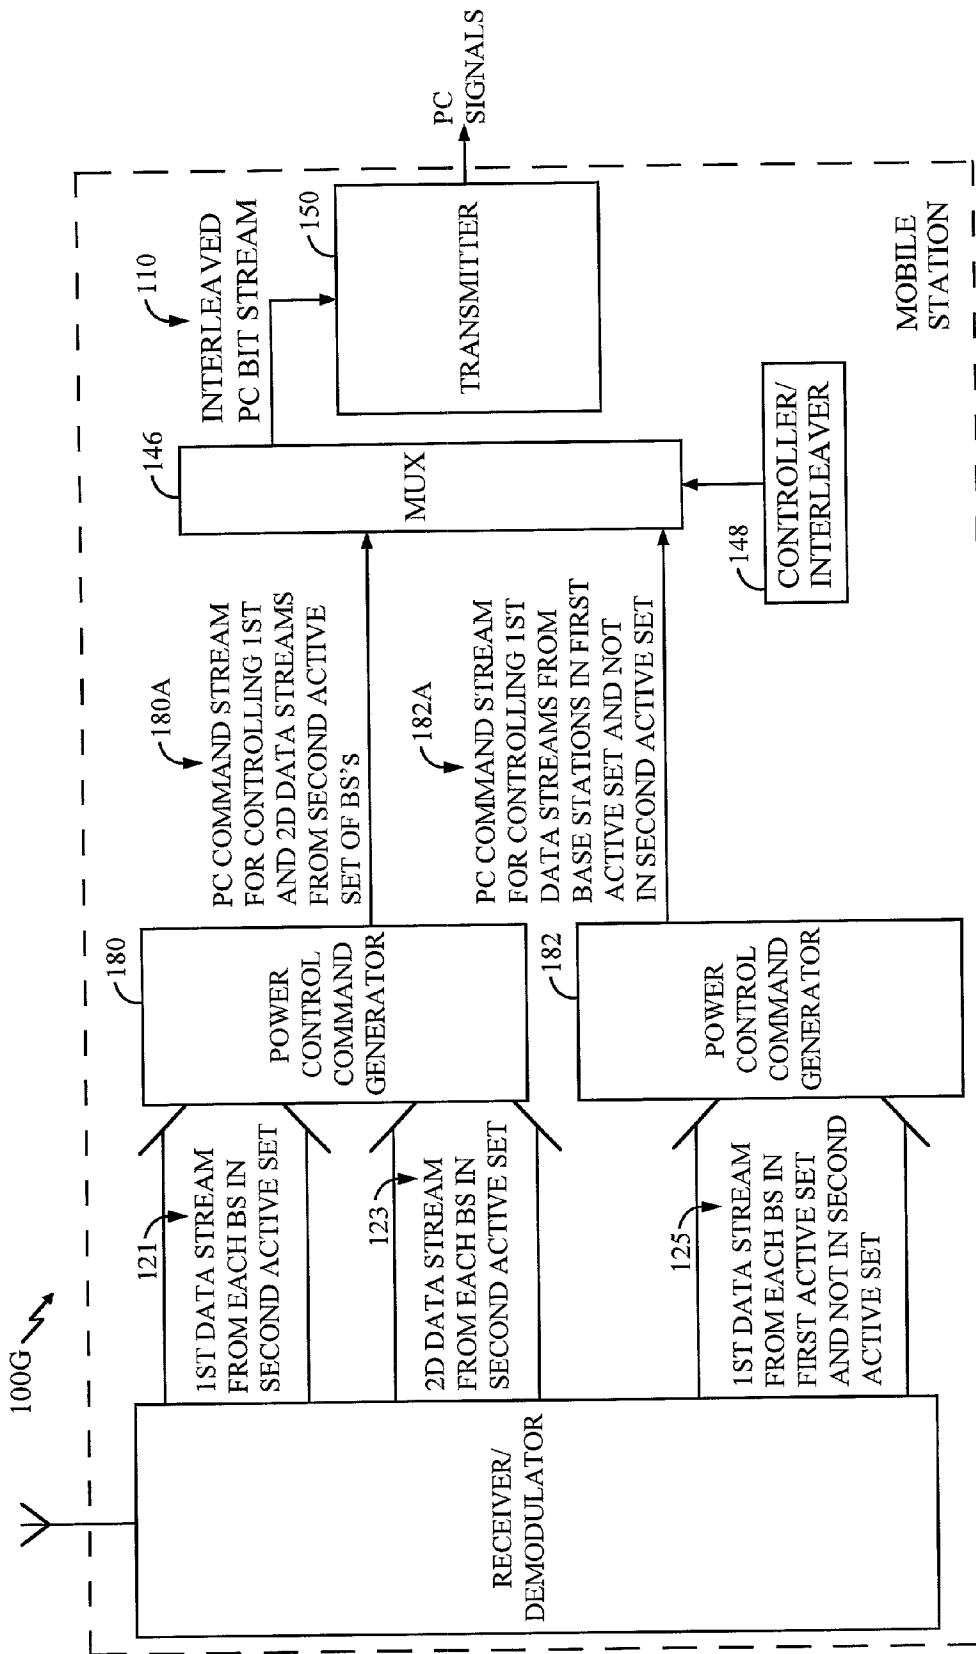 100G
RECEIVER/
DEMODULATOR
121
1ST DATA STREAM
FROM EACH BS IN
SECOND ACTIVE SET
123
2D DATA STREAM
FROM EACH BS IN
SECOND ACTIVE SET
125
1ST DATA STREAM
FROM EACH BS IN
FIRST ACTIVE SET
AND NOT IN SECOND
ACTIVE SET
180
POWER
CONTROL
COMMAND
GENERATOR
182
POWER
CONTROL
COMMAND
GENERATOR
180A
PC COMMAND STREAM
FOR CONTROLLING 1ST
AND 2D DATA STREAMS
FROM SECOND ACTIVE
SET OF BS's
182A
PC COMMAND STREAM
FOR CONTROLLING 1ST
DATA STREAMS FROM
BASE STATIONS IN FIRST
ACTIVE SET AND NOT
IN SECOND ACTIVE SET
146
MUX
148
CONTROLLER/
INTERLEAVER
110
INTERLEAVED
PC BIT STREAM
150
TRANSMITTER
PC
SIGNALS
MOBILE
STATION